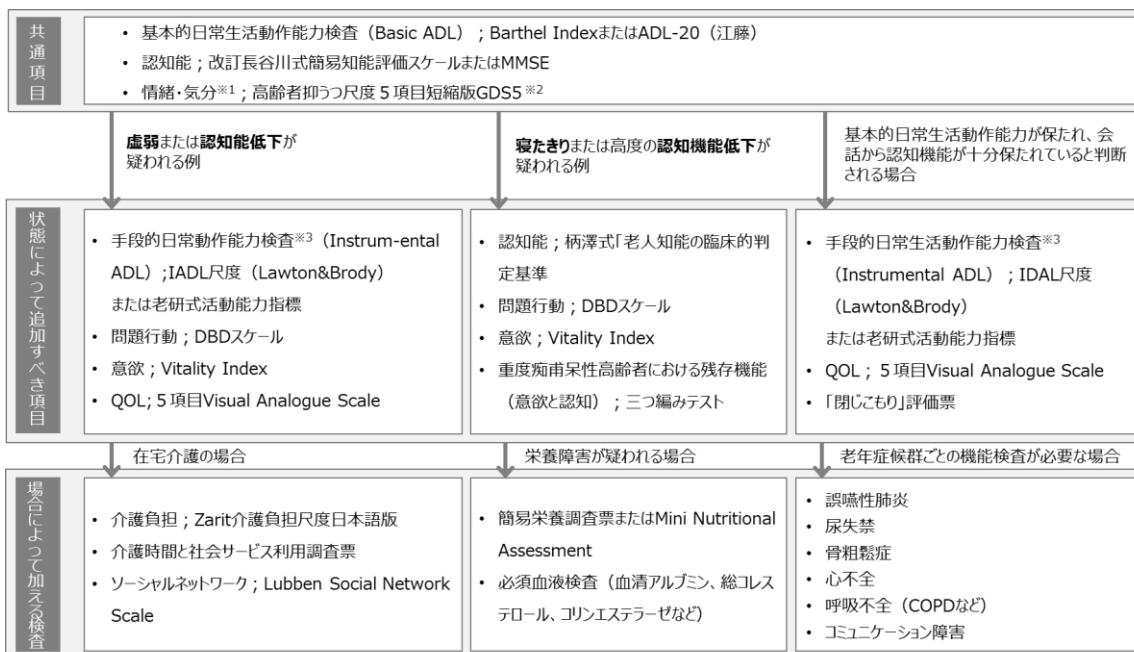 共通項目
• 基本的日常生活動作能力検査（Basic ADL）；Barthel IndexまたはADL-20（江藤）
• 認知能；改訂長谷川式簡易知能評価スケールまたはMMSE
• 情緒・気分※1；高齢者抑うつ尺度５項目短縮版GDS5※2
虚弱または認知能低下が
疑われる例
寝たきりまたは高度の認知機能低下が
疑われる例
基本的日常生活動作能力が保たれ、会
話から認知機能が十分保たれていると判断
される場合
状態によって追加すべき項目
• 手段的日常動作能力検査※3（Instrum-ental
ADL）;IADL尺度（Lawton&Brody）
または老研式活動能力指標
• 問題行動；DBDスケール
• 意欲；Vitality Index
• QOL; ５項目Visual Analogue Scale
• 認知能；柄澤式「老人知能の臨床的判
定基準
• 問題行動；DBDスケール
• 意欲；Vitality Index
• 重度痴甫呆性高齢者における残存機能
（意欲と認知）；三つ編みテスト
• 手段的日常生活動作能力検査※3
（Instrumental ADL）；IDAL尺度
（Lawton&Brody）
または老研式活動能力指標
• QOL；５項目Visual Analogue Scale
• 「閉じこもり」評価票
在宅介護の場合
栄養障害が疑われる場合
老年症候群ごとの機能検査が必要な場合
場合によって加える検査
• 介護負担；Zarit介護負担尺度日本語版
• 介護時間と社会サービス利用調査票
• ソーシャルネットワーク；Lubben Social Network
Scale
• 簡易栄養調査票またはMini Nutritional
Assessment
• 必須血液検査（血清アルブミン、総コレス
テロール、コリンエステラーゼなど）
• 誤嚥性肺炎
• 尿失禁
• 骨粗鬆症
• 心不全
• 呼吸不全（COPDなど）
• コミュニケーション障害